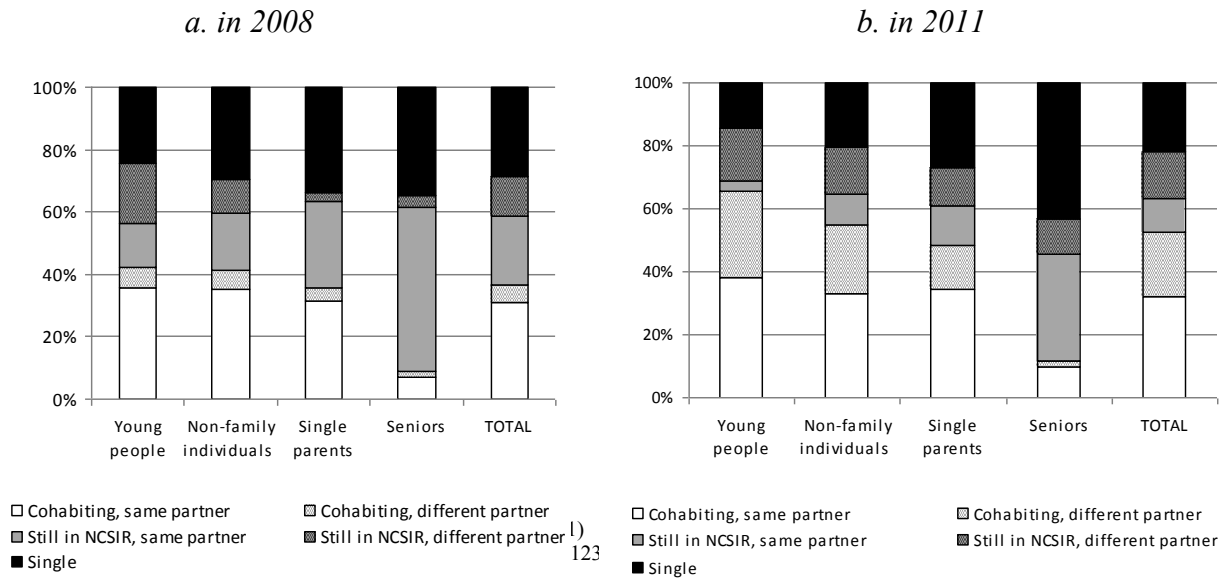 a. in 2008
100%
80%
60%
40%
20%
0%
Young people
Non-family individuals
Single parents
Seniors
TOTAL
□ Cohabiting, same partner
Cohabiting, different partner
Still in NCSIR, same partner
Still in NCSIR, different partner
■ Single
1)
123
b. in 2011
100%
80%
60%
40%
20%
0%
Young people
Non-family individuals
Single parents
Seniors
TOTAL
□ Cohabiting, same partner
Cohabiting, different partner
Still in NCSIR, same partner
Still in NCSIR, different partner
■ Single